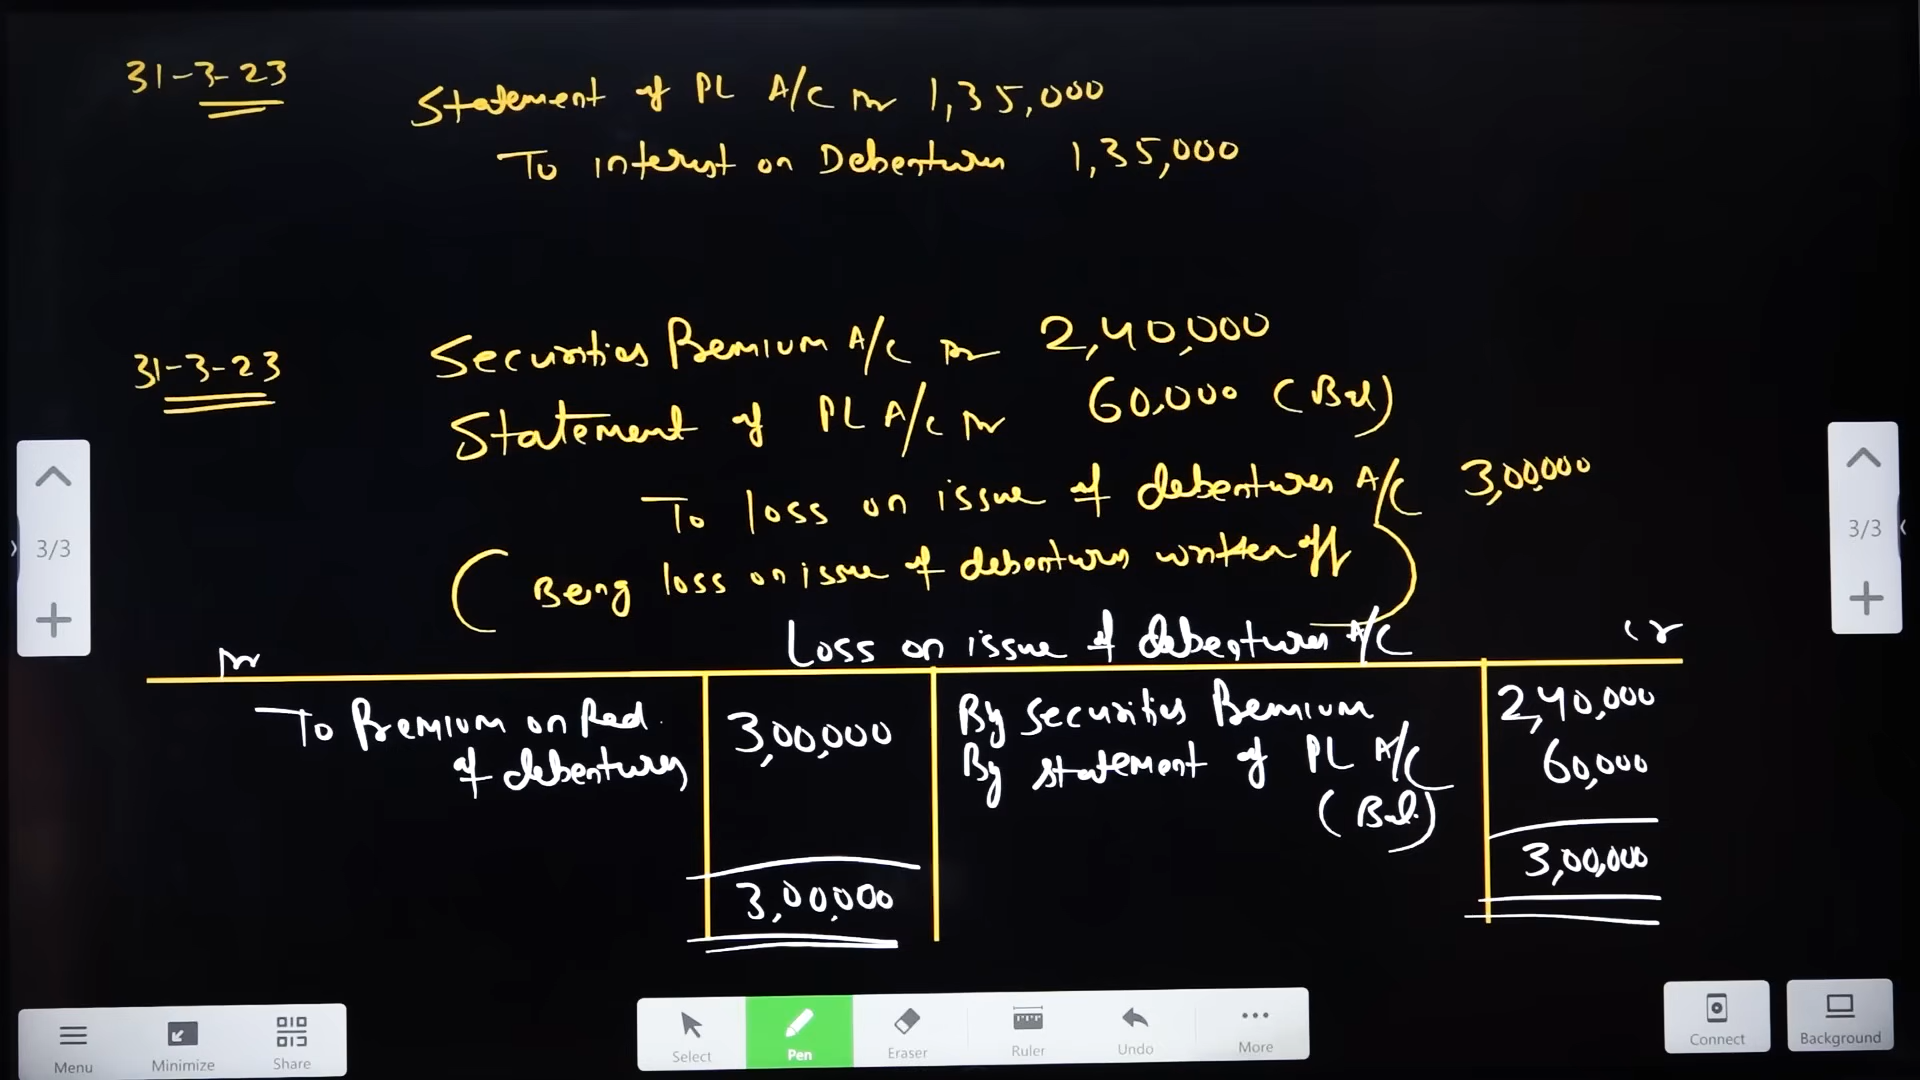 31-3-23
Statement of PL A/C Dr 1,35,000
To interest on Debentures 1,35,000
31-3-23
Securities Premium A/C Dr 2,40,000
Statement of PL A/C Dr 60,000 (Bal)
To loss on issue of debentures A/C 3,00,000
(Being loss on issue of debentures written off)
Loss on issue of debentures A/C
Dr
Cr
To Premium on Red. of debentures 3,00,000
By Securities Premium 2,40,000
By statement of PL A/C 60,000
(Bal.)
3,00,000
3,00,000
3/3
3/3
Menu
Minimize
Share
Select
Pen
Eraser
Ruler
Undo
More
Connect
Background